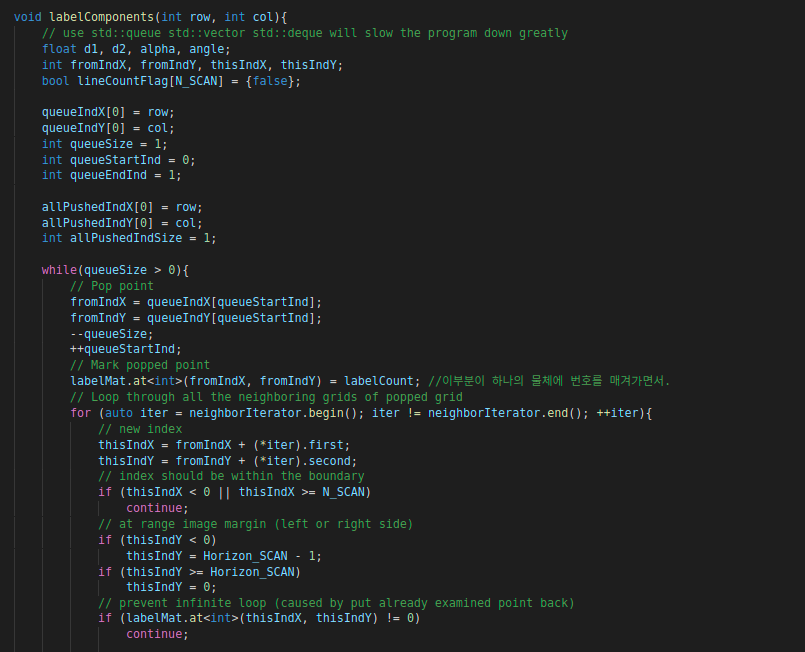 void labelComponents(int row, int col){
// use std::queue std::vector std::deque will slow the program down greatly
float d1, d2, alpha, angle;
int fromIndX, fromIndY, thisIndX, thisIndY;
bool lineCountFlag[N_SCAN] = {false};
queueIndX[0] = row;
queueIndY[0] = col;
int queueSize = 1;
int queueStartInd = 0;
int queueEndInd = 1;
allPushedIndX[0] = row;
allPushedIndY[0] = col;
int allPushedIndSize = 1;
while(queueSize > 0){
// Pop point
fromIndX = queueIndX[queueStartInd];
fromIndY = queueIndY[queueStartInd];
--queueSize;
++queueStartInd;
// Mark popped point
labelMat.at<int>(fromIndX, fromIndY) = labelCount; //이부분이 하나의 물체에 번호를 매겨가면서.
// Loop through all the neighboring grids of popped grid
for (auto iter = neighborIterator.begin(); iter != neighborIterator.end(); ++iter){
// new index
thisIndX = fromIndX + (*iter).first;
thisIndY = fromIndY + (*iter).second;
// index should be within the boundary
if (thisIndX < 0 || thisIndX >= N_SCAN)
continue;
// at range image margin (left or right side)
if (thisIndY < 0)
thisIndY = Horizon_SCAN - 1;
if (thisIndY >= Horizon_SCAN)
thisIndY = 0;
// prevent infinite loop (caused by put already examined point back)
if (labelMat.at<int>(thisIndX, thisIndY) != 0)
continue;